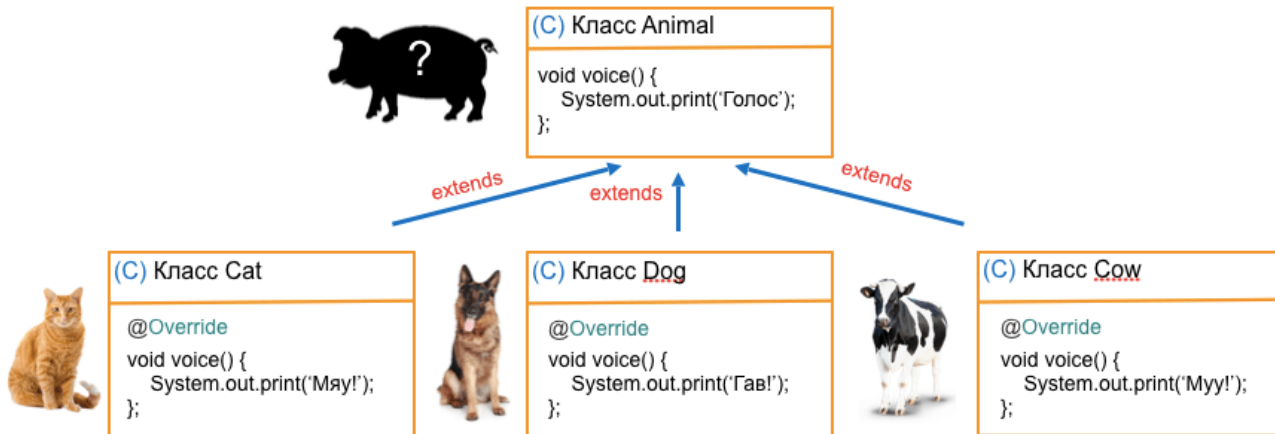 ?
(C) Класс Animal
void voice() {
System.out.print(‘Голос’);
};
extends
extends
extends
(C) Класс Cat
@Override
void voice() {
System.out.print(‘Мяу!’);
};
(C) Класс Dog
@Override
void voice() {
System.out.print(‘Гав!’);
};
(C) Класс Cow
@Override
void voice() {
System.out.print(‘Муу!’);
};